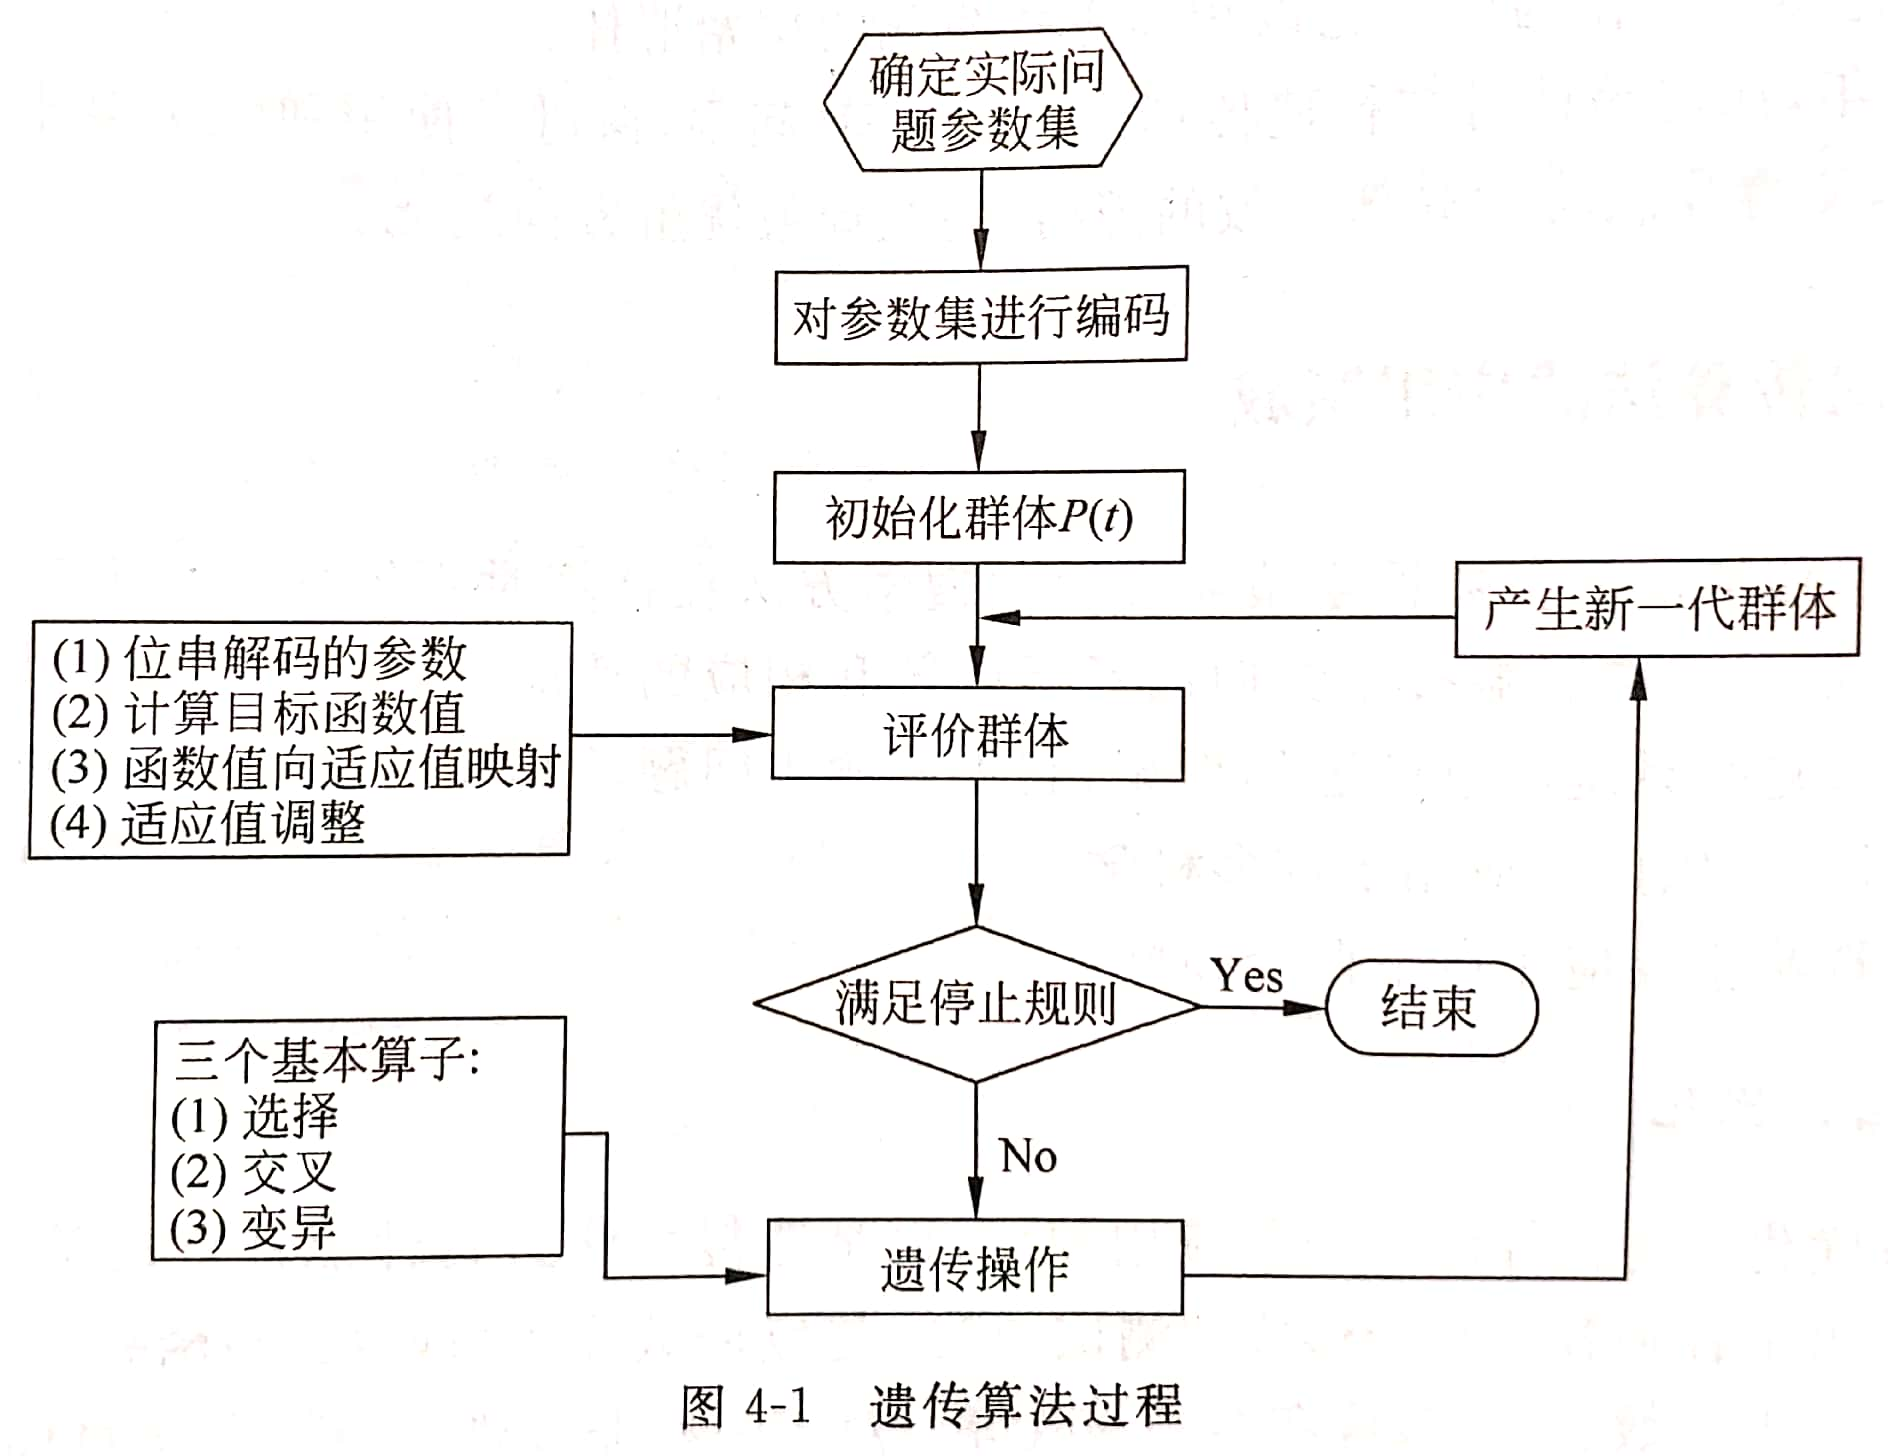 确定实际问
题参数集
对参数集进行编码
初始化群体P(t)
产生新一代群体
(1) 位串解码的参数
(2) 计算目标函数值
(3) 函数值向适应值映射
(4) 适应值调整
评价群体
满足停止规则
Yes
结束
三个基本算子:
(1) 选择
(2) 交叉
(3) 变异
No
遗传操作
图 4-1 遗传算法过程